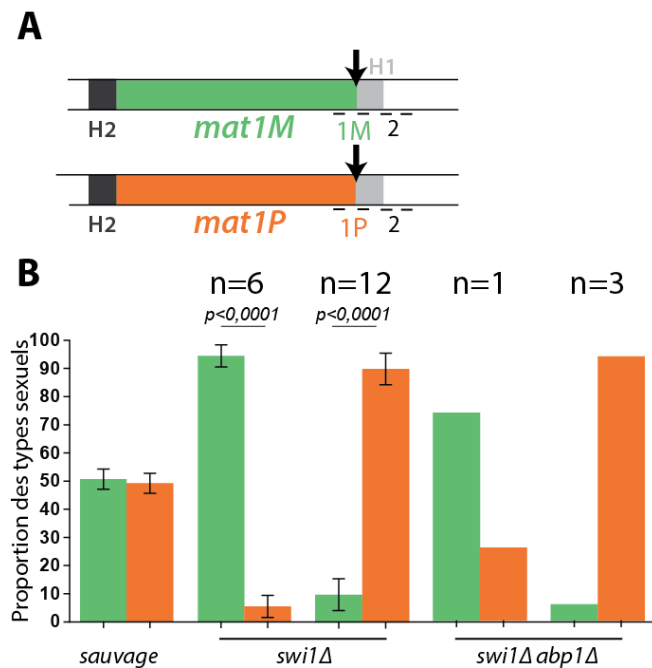 A
H1
H2 mat1M 1M 2
H2 mat1P 1P 2
B
n=6 n=12 n=1 n=3
p<0,0001 p<0,0001
Proportion des types sexuels
100
90
80
70
60
50
40
30
20
10
0
sauvage swi1Δ swi1Δ abp1Δ